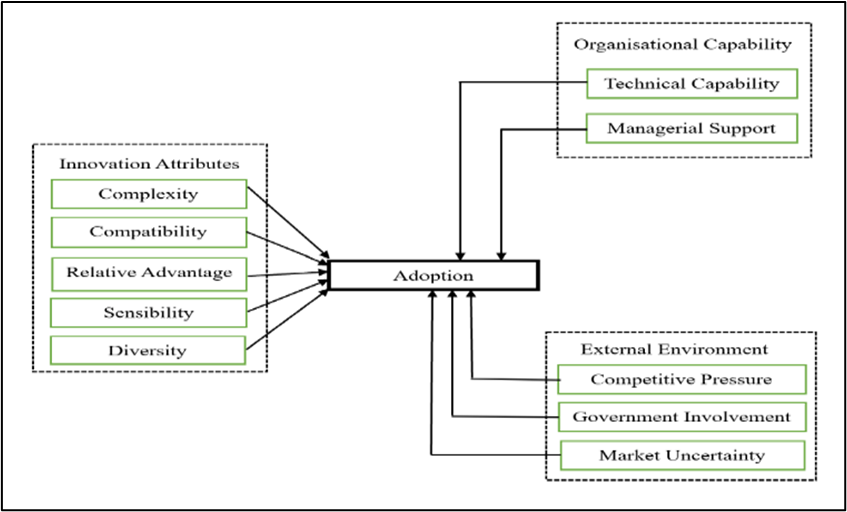 Organisational Capability
Technical Capability
Managerial Support
Innovation Attributes
Complexity
Compatibility
Relative Advantage
Sensibility
Diversity
Adoption
External Environment
Competitive Pressure
Government Involvement
Market Uncertainty